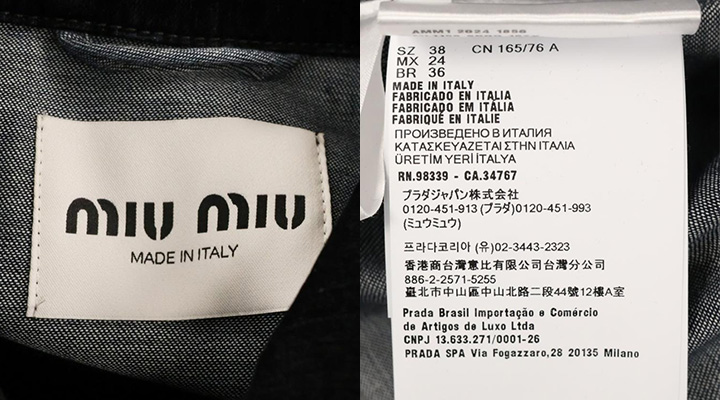 miu miu
MADE IN ITALY
SZ 38 CN 165/76 A
MX 24
BR 36
MADE IN ITALY
FABRICADO EN ITALIA
FABRICADO EM ITÁLIA
FABRIQUÉ EN ITALIE
ПРОИЗВЕДЕНО В ИТАЛИЯ
ΚΑΤΑΣΚΕΥΑΖΕΤΑΙ ΣΤΗΝ ΙΤΑΛΙΑ
ÜRETİM YERİ İTALYA
RN.98339 - CA.34767
プラダジャパン株式会社
0120-451-913 (プラダ)0120-451-993
(ミュウミュウ)
프라다코리아 (유)02-3443-2323
香港商台灣意比有限公司台灣分公司
886-2-2571-5255
臺北市中山區中山北路二段44號12樓A室
Prada Brasil Importação e Comércio
de Artigos de Luxo Ltda
CNPJ 13.633.271/0001-26
PRADA SPA Via Fogazzaro,28 20135 Milano